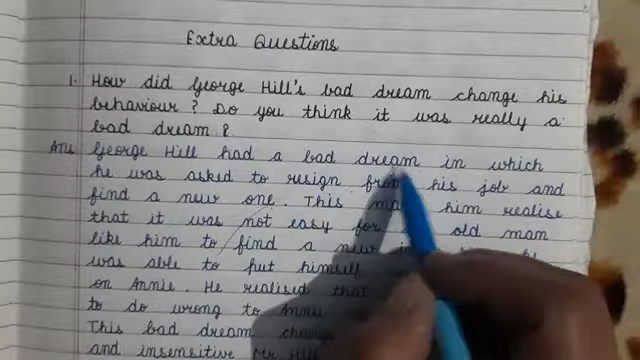 Extra Questions
1. How did George Hill's bad dream change his
behaviour? Do you think it was really a
bad dream?
Ans George Hill had a bad dream in which
he was asked to resign from his job and
find a new one. This him realise
that it was not easy for old man
like him to find a new
was able to put himself
on Annie. He realised that
to do wrong to Annie
This bad dream
and insensitive Mr. Hill